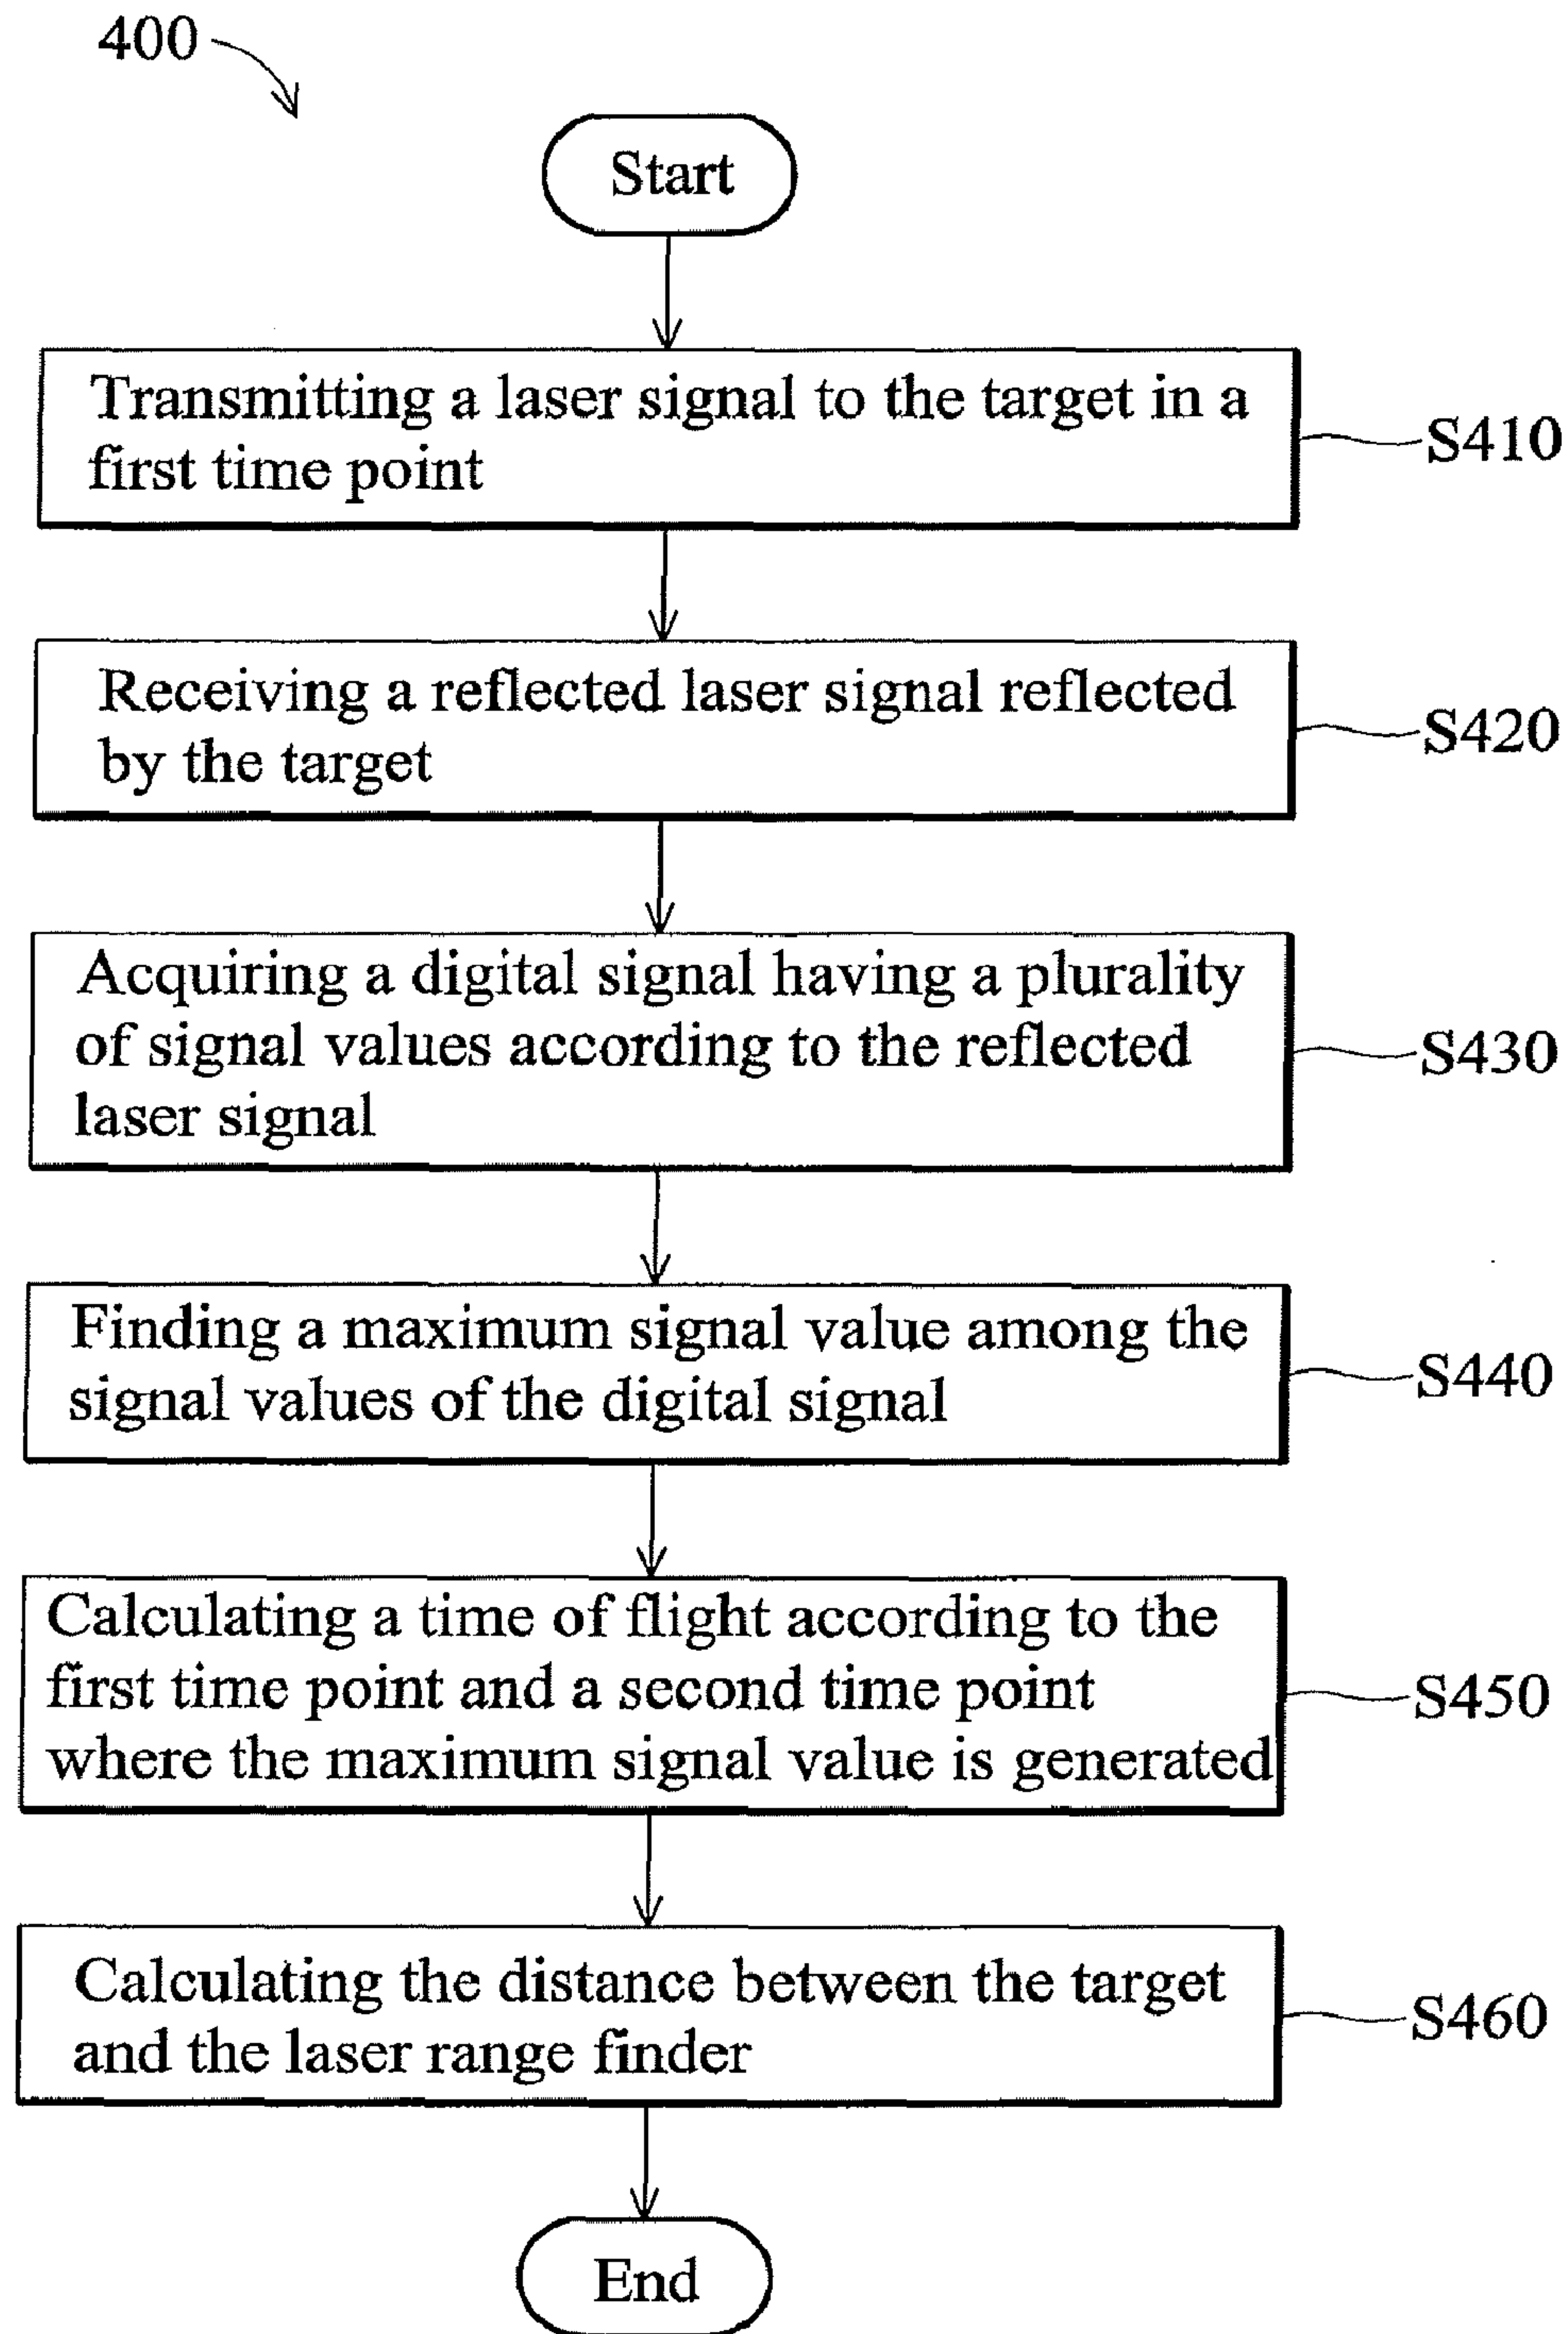 400
Start
Transmitting a laser signal to the target in a
first time point
S410
Receiving a reflected laser signal reflected
by the target
S420
Acquiring a digital signal having a plurality
of signal values according to the reflected
laser signal
S430
Finding a maximum signal value among the
signal values of the digital signal
S440
Calculating a time of flight according to the
first time point and a second time point
where the maximum signal value is generated
S450
Calculating the distance between the target
and the laser range finder
S460
End